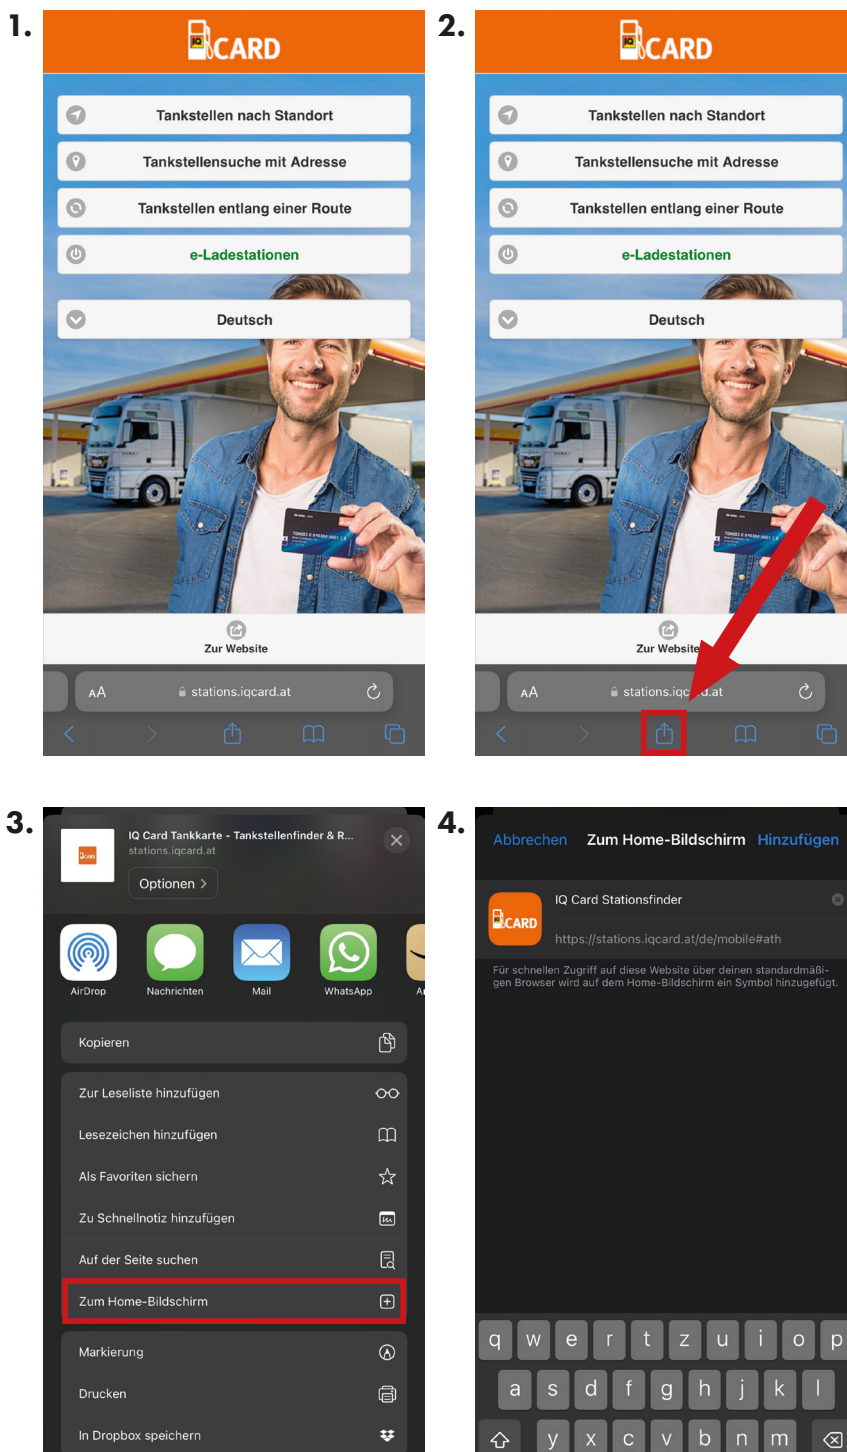 1.
IQ
CARD
Tankstellen nach Standort
Tankstellensuche mit Adresse
Tankstellen entlang einer Route
e-Ladestationen
Deutsch
Zur Website
AA
stations.iqcard.at
2.
IQ
CARD
Tankstellen nach Standort
Tankstellensuche mit Adresse
Tankstellen entlang einer Route
e-Ladestationen
Deutsch
Zur Website
AA
3.
CARD
IQ Card Tankkarte - Tankstellenfinder & R...
stations.iqcard.at
Optionen >
AirDrop
Nachrichten
Mail
WhatsApp
Kopieren
Zur Leseliste hinzufügen
Lesezeichen hinzufügen
Als Favoriten sichern
Zu Schnellnotiz hinzufügen
Auf der Seite suchen
Zum Home-Bildschirm
Markierung
Drucken
In Dropbox speichern
4.
Abbrechen Zum Home-Bildschirm Hinzufügen
IQ
CARD
IQ Card Stationsfinder
https://stations.iqcard.at/de/mobile#ath
Für schnellen Zugriff auf diese Website über deinen standardmäßi-
gen Browser wird auf dem Home-Bildschirm ein Symbol hinzugefügt.
q w e r t z u i o p
a s d f g h j k l
y x c v b n m